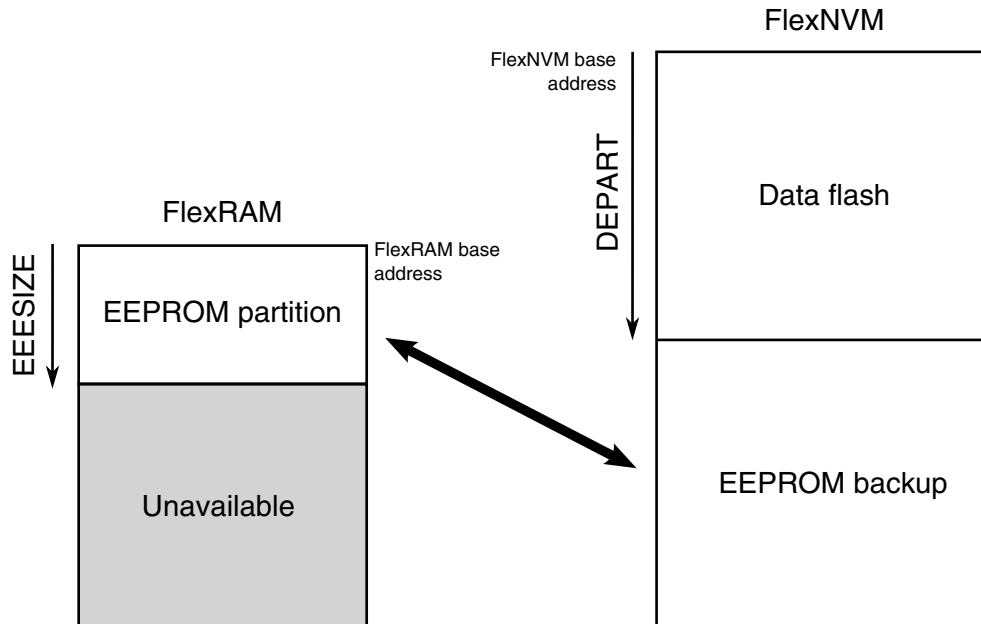 FlexNVM
FlexNVM base
address
DEPART
Data flash
FlexRAM
FlexRAM base
address
EEESIZE
EEPROM partition
Unavailable
EEPROM backup